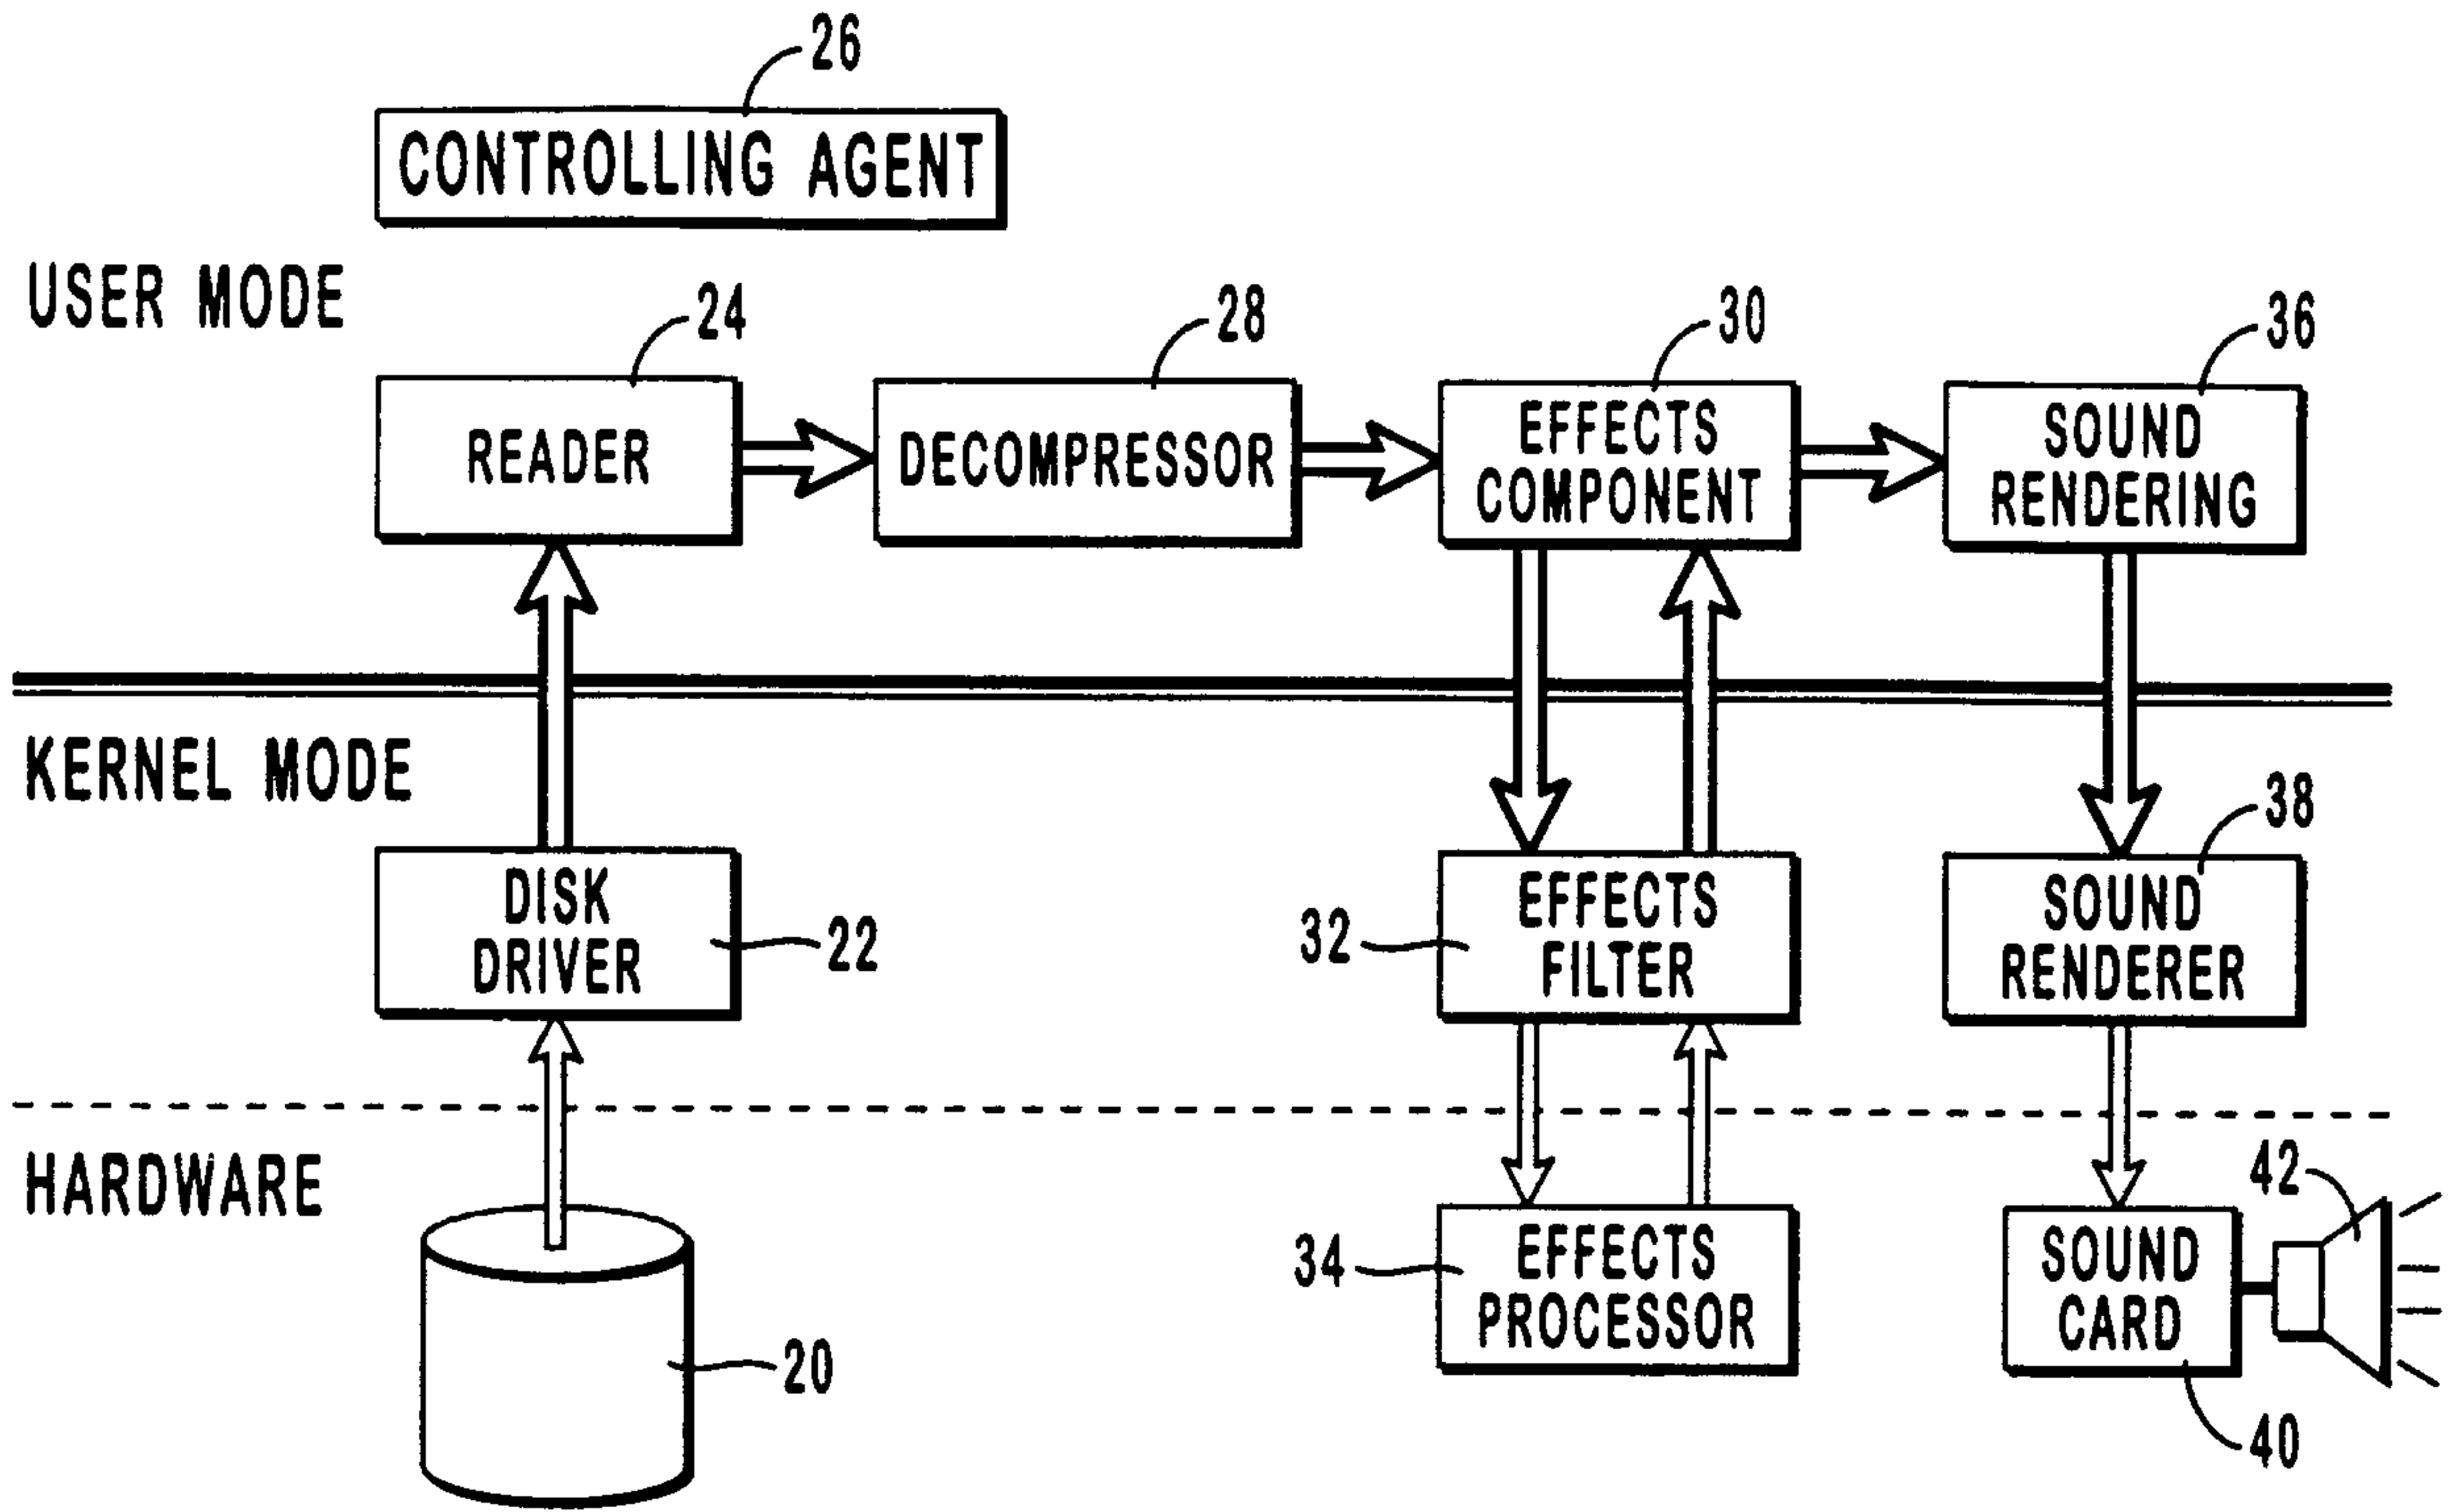 26
CONTROLLING AGENT
USER MODE
24
28
30
36
READER
DECOMPRESSOR
EFFECTS
COMPONENT
SOUND
RENDERING
KERNEL MODE
38
DISK
DRIVER
22
32
EFFECTS
FILTER
SOUND
RENDERER
HARDWARE
42
34
EFFECTS
PROCESSOR
SOUND
CARD
20
40